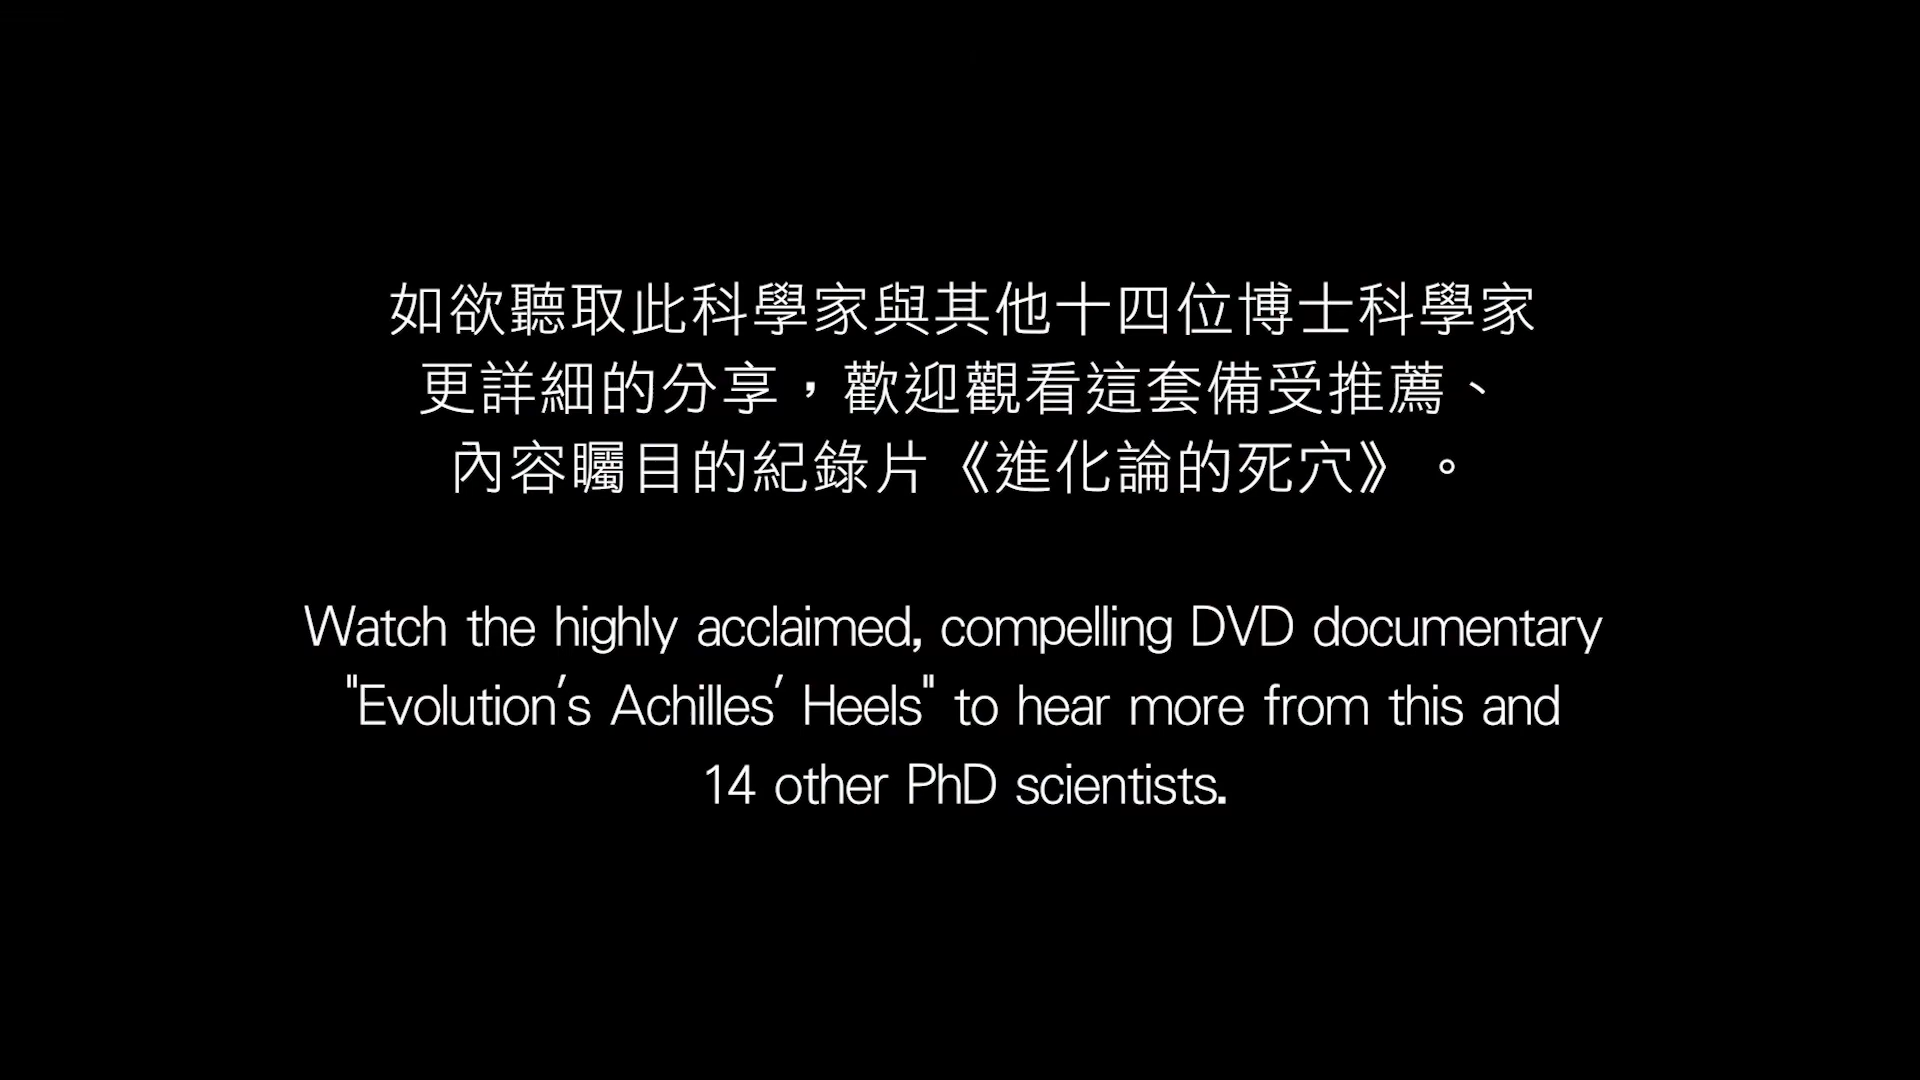 如欲聽取此科學家與其他十四位博士科學家
更詳細的分享，歡迎觀看這套備受推薦、
內容矚目的紀錄片《進化論的死穴》。
Watch the highly acclaimed, compelling DVD documentary
"Evolution's Achilles' Heels" to hear more from this and
14 other PhD scientists.